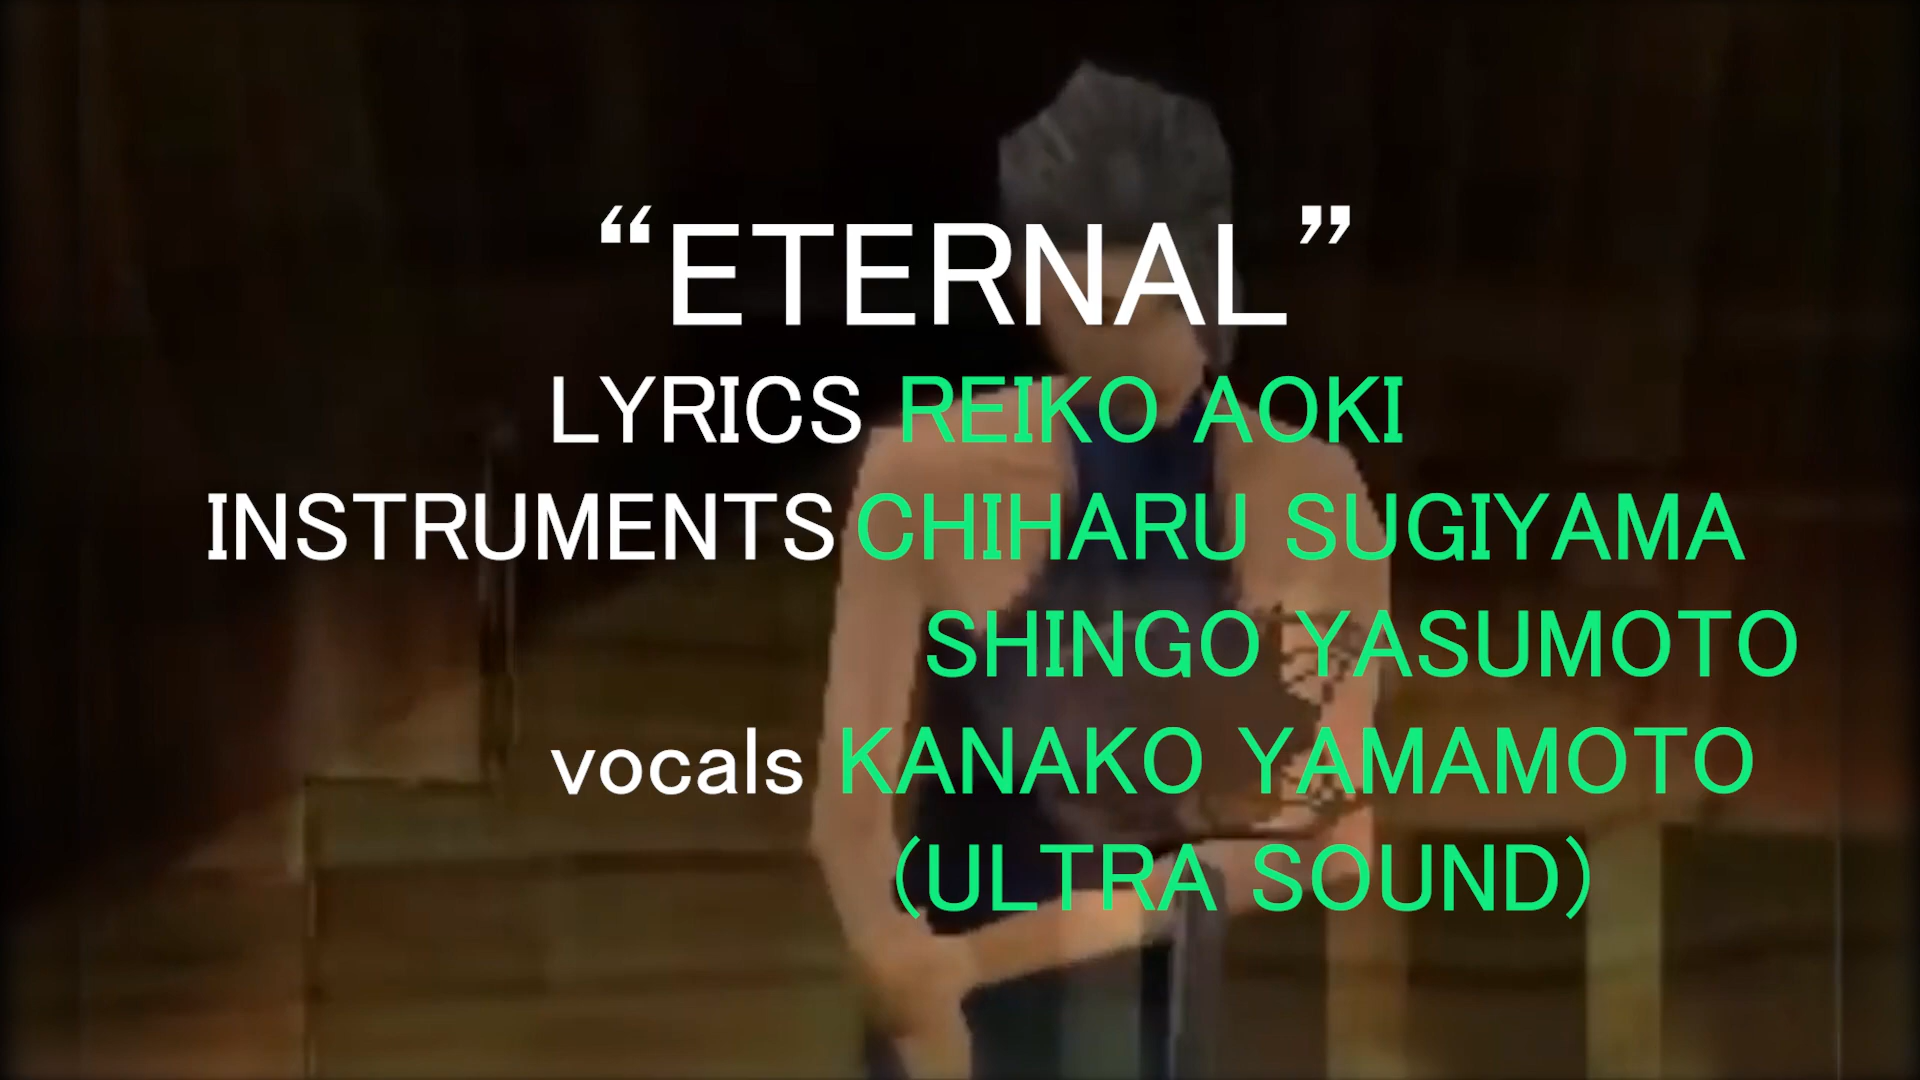 “ETERNAL”
LYRICS REIKO AOKI
INSTRUMENTS CHIHARU SUGIYAMA
SHINGO YASUMOTO
vocals KANAKO YAMAMOTO
(ULTRA SOUND)